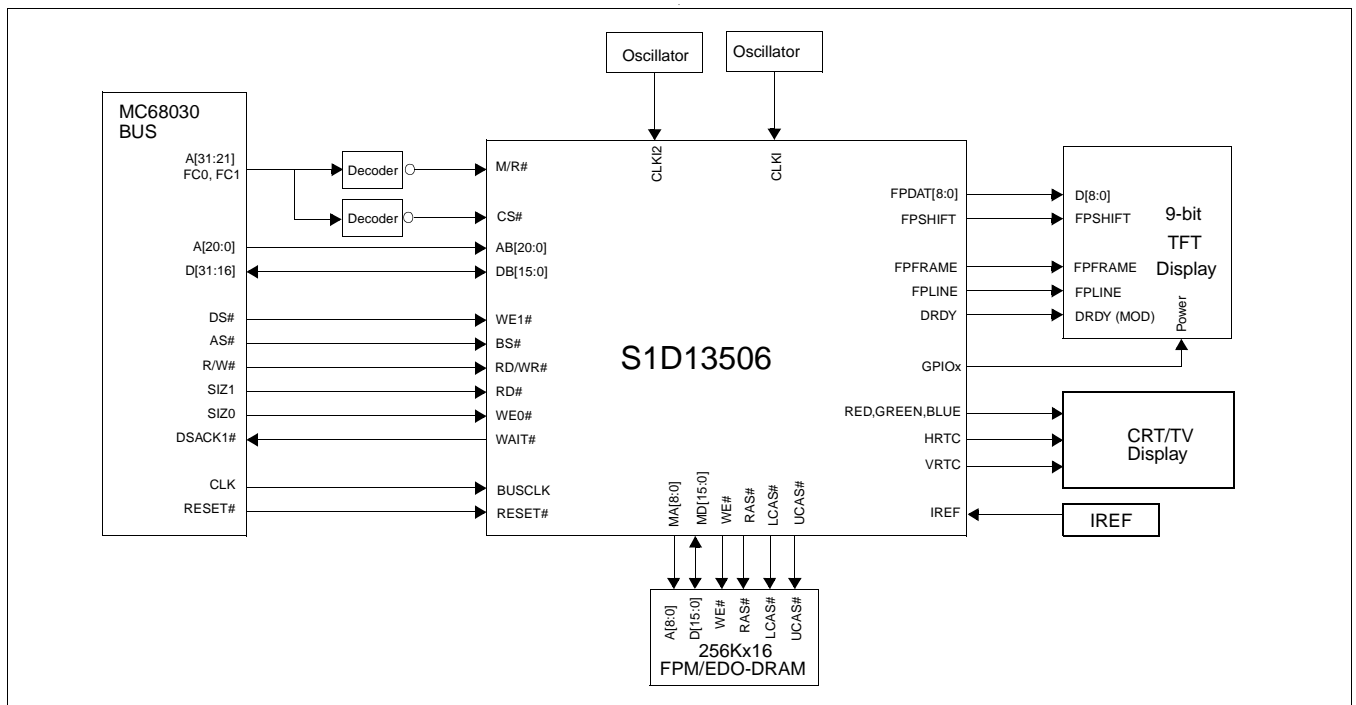 Oscillator
Oscillator
MC68030
BUS
A[31:21]
FC0, FC1
A[20:0]
D[31:16]
DS#
AS#
R/W#
SIZ1
SIZ0
DSACK1#
CLK
RESET#
Decoder
Decoder
CLKI2
CLKI
M/R#
CS#
AB[20:0]
DB[15:0]
WE1#
BS#
RD/WR#
RD#
WE0#
WAIT#
BUSCLK
RESET#
S1D13506
FPDAT[8:0]
FPSHIFT
FPFRAME
FPLINE
DRDY
GPIOx
RED,GREEN,BLUE
HRTC
VRTC
IREF
MA[8:0]
MD[15:0]
WE#
RAS#
LCAS#
UCAS#
D[8:0]
FPSHIFT
FPFRAME
FPLINE
DRDY (MOD)
9-bit
TFT
Display
Power
CRT/TV
Display
IREF
A[8:0]
D[15:0]
WE#
RAS#
LCAS#
UCAS#
256Kx16
FPM/EDO-DRAM